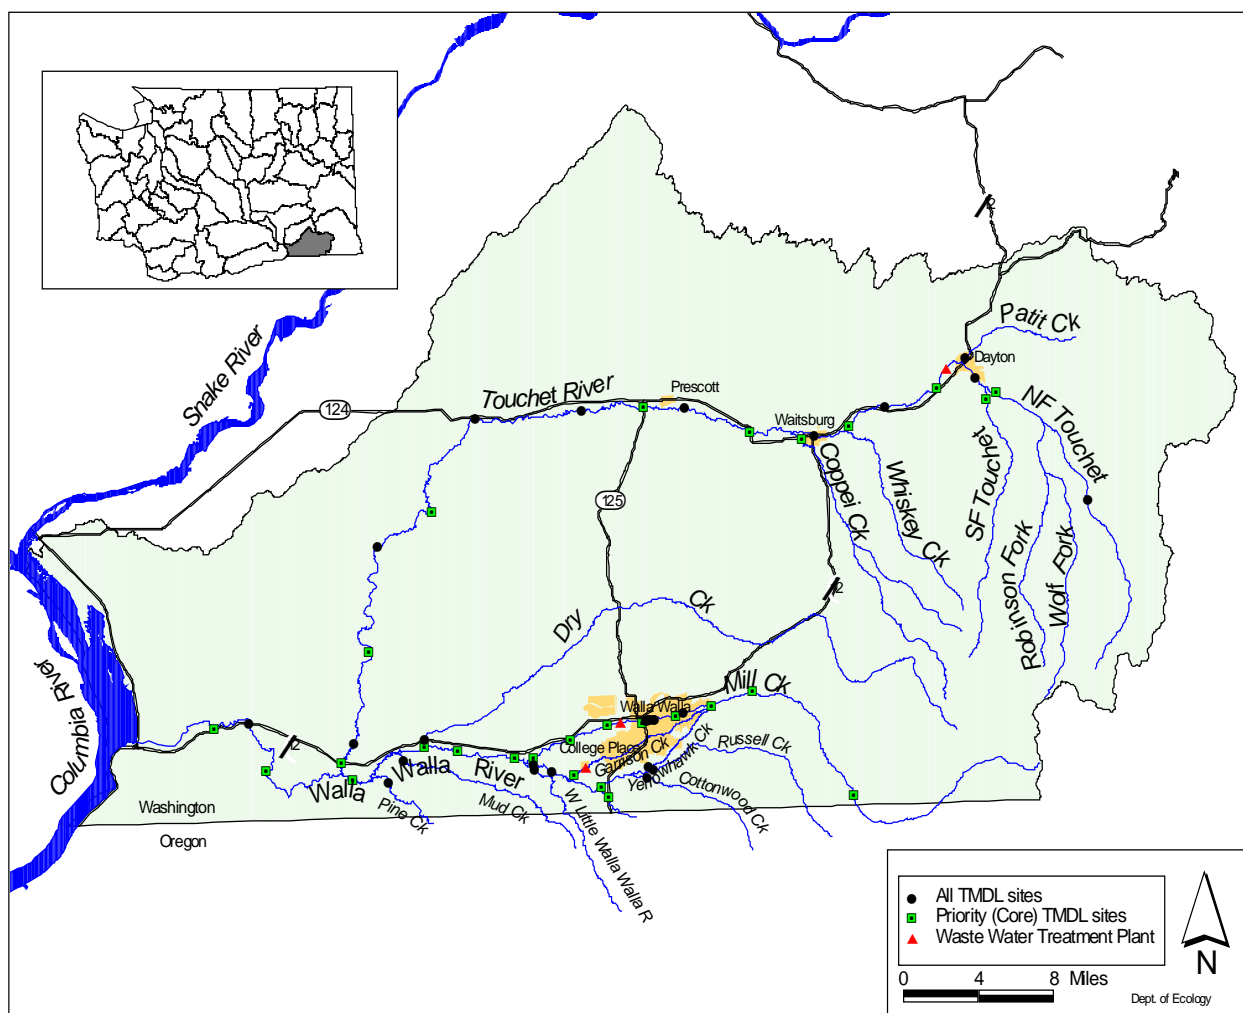 Patit Ck
Dayton
Snake River
Touchet River
Prescott
NF Touchet
124
Waitsburg
Coppei Ck
Whiskey Ck
SF Touchet
125
Robinson Fork
Wolf Fork
Dry Ck
Columbia River
Mill Ck
Walla Walla
College Place
Garrison Ck
Yellowhawk Ck
Russell Ck
Cottonwood Ck
Walla Walla River
Pine Ck
Mud Ck
W Little Walla Walla R
Washington
Oregon
All TMDL sites
Priority (Core) TMDL sites
Waste Water Treatment Plant
0 4 8 Miles
N
Dept. of Ecology